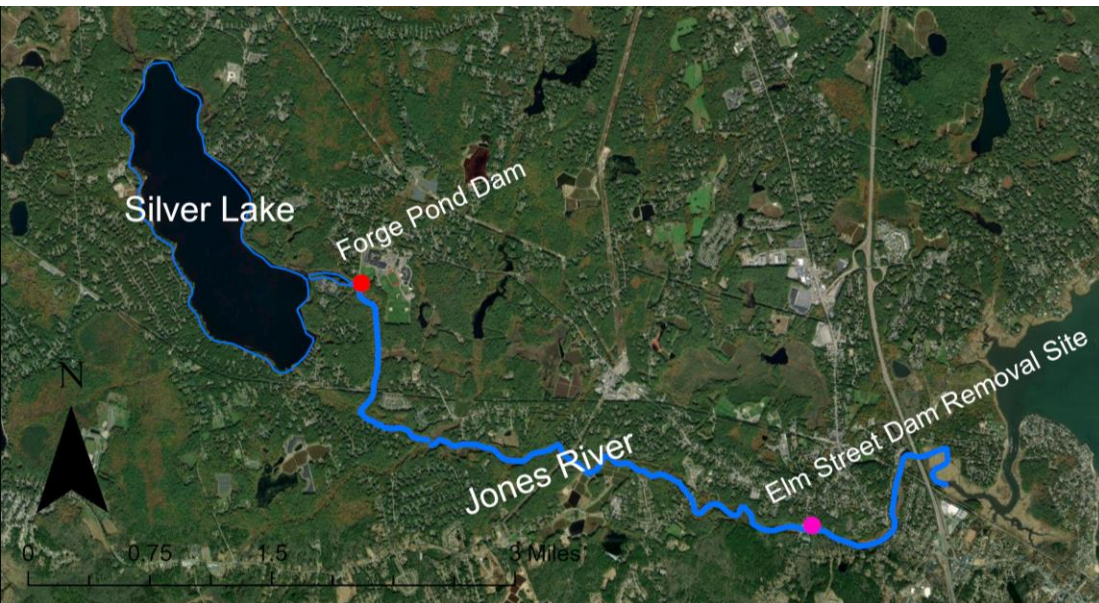 Silver Lake
Forge Pond Dam
N
Elm Street Dam Removal Site
Jones River
0 0.75 1.5 3 Miles